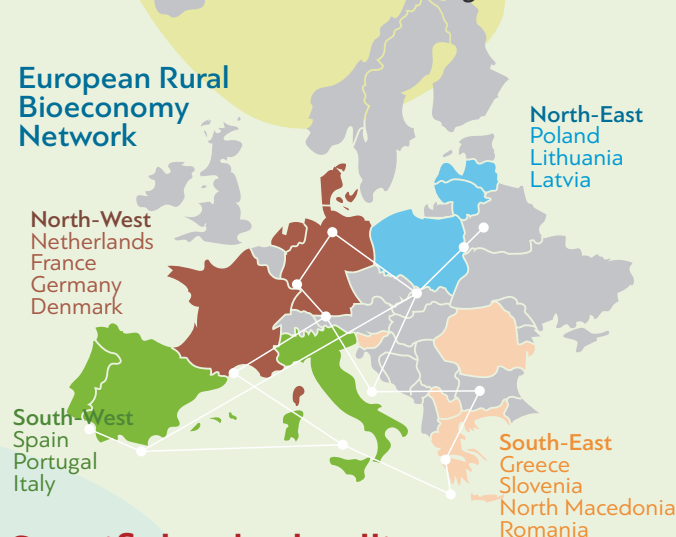 European Rural
Bioeconomy
Network
North-East
Poland
Lithuania
Latvia
North-West
Netherlands
France
Germany
Denmark
South-West
Spain
Portugal
Italy
South-East
Greece
Slovenia
North Macedonia
Romania